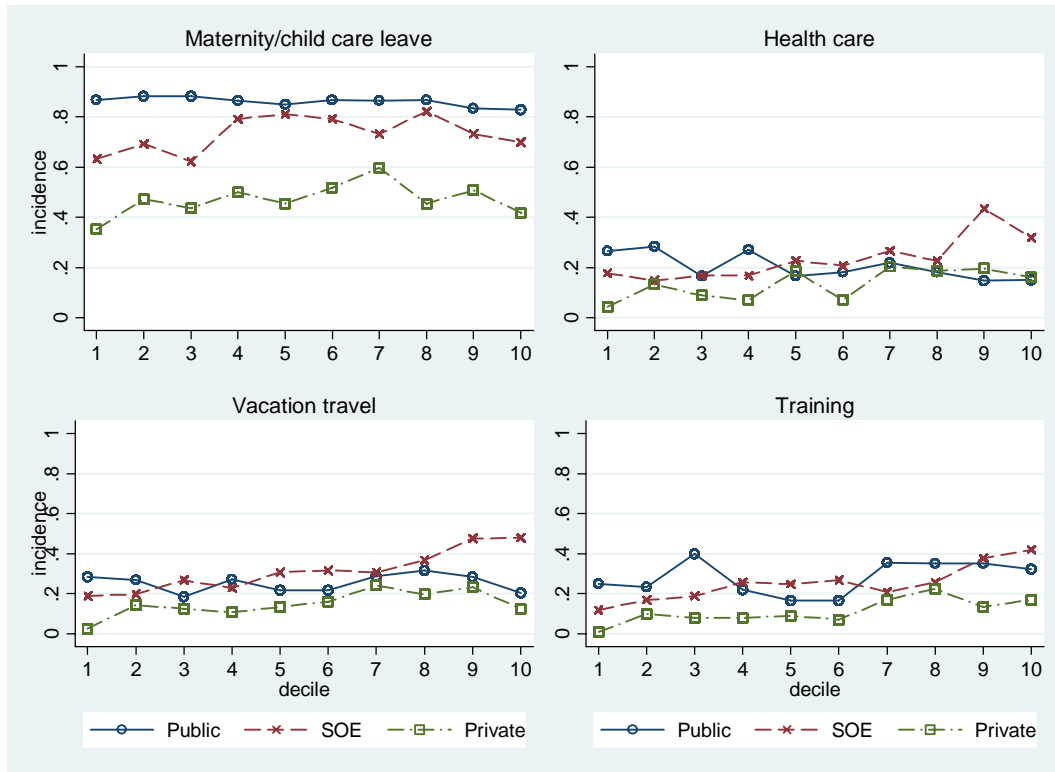 Maternity/child care leave
incidence
0 .2 .4 .6 .8 1
1 2 3 4 5 6 7 8 9 10
Health care
0 .2 .4 .6 .8 1
1 2 3 4 5 6 7 8 9 10
Vacation travel
incidence
0 .2 .4 .6 .8 1
1 2 3 4 5 6 7 8 9 10
decile
Public SOE Private
Training
0 .2 .4 .6 .8 1
1 2 3 4 5 6 7 8 9 10
decile
Public SOE Private